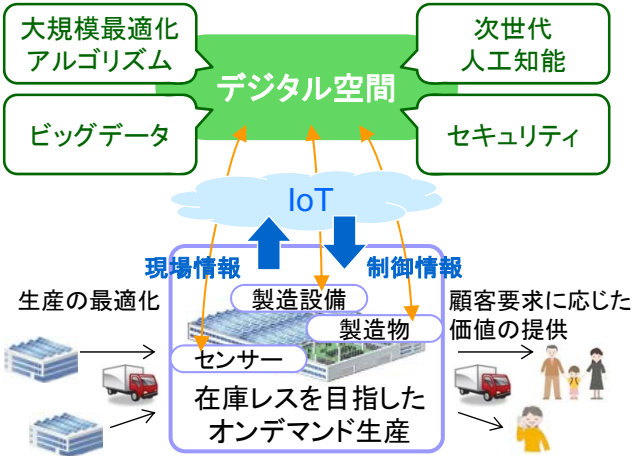 大規模最適化
アルゴリズム
次世代
人工知能
デジタル空間
ビッグデータ
セキュリティ
IoT
現場情報
制御情報
生産の最適化
製造設備
顧客要求に応じた
価値の提供
製造物
センサー
在庫レスを目指した
オンデマンド生産